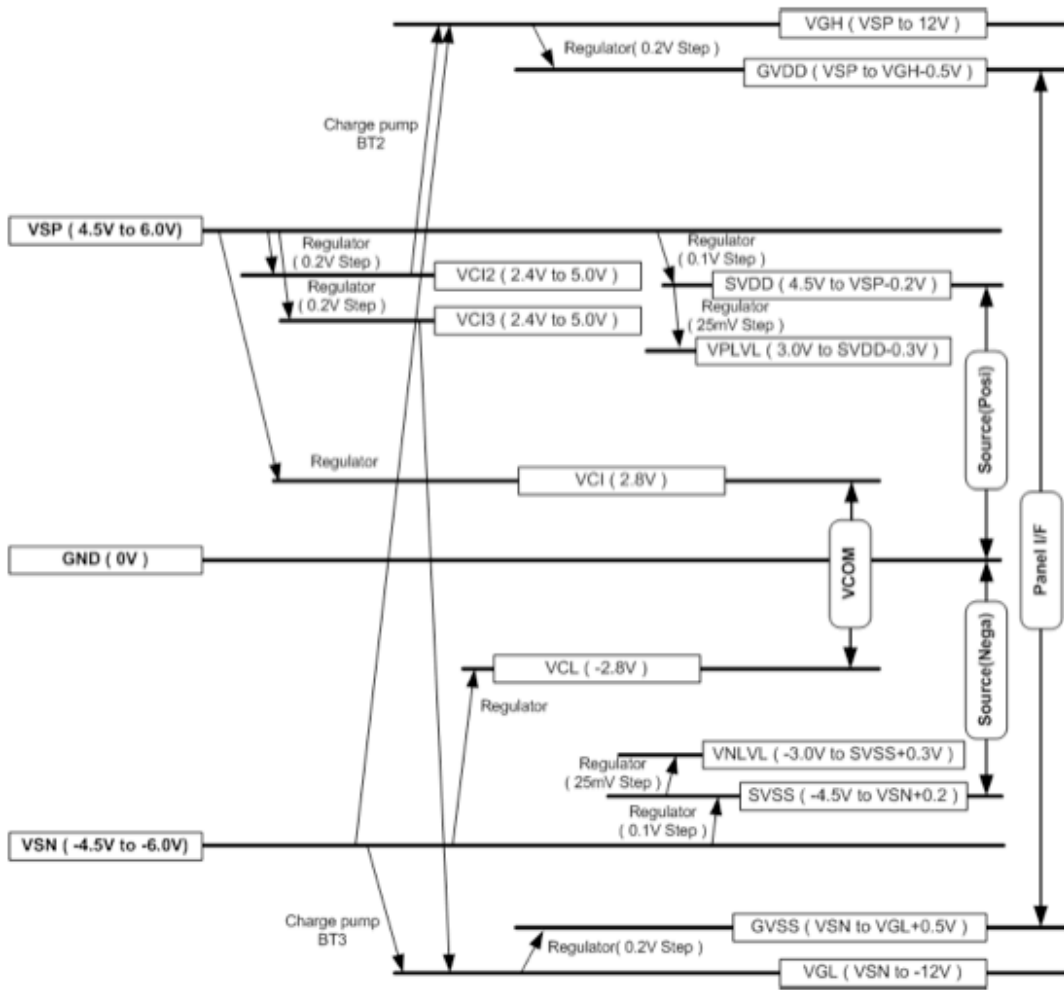 VGH ( VSP to 12V)
Regulator( 0.2V Step )
GVDD ( VSP to VGH-0.5V )
Charge pump
BT2
VSP ( 4.5V to 6.0V)
Regulator
( 0.2V Step )
Regulator
( 0.1V Step )
VCI2 ( 2.4V to 5.0V )
SVDD ( 4.5V to VSP-0.2V )
Regulator
( 0.2V Step )
Regulator
( 25mV Step )
VCI3 ( 2.4V to 5.0V )
VPLVL ( 3.0V to SVDD-0.3V )
Source(Posi)
Regulator
VCI ( 2.8V )
GND ( 0V )
VCOM
Panel I/F
VCL ( -2.8V )
Regulator
Source(Nega)
VNLVL ( -3.0V to SVSS+0.3V )
Regulator
( 25mV Step )
SVSS ( -4.5V to VSN+0.2 )
Regulator
( 0.1V Step )
VSN ( -4.5V to -6.0V)
Charge pump
BT3
GVSS ( VSN to VGL+0.5V )
Regulator( 0.2V Step )
VGL ( VSN to -12V )